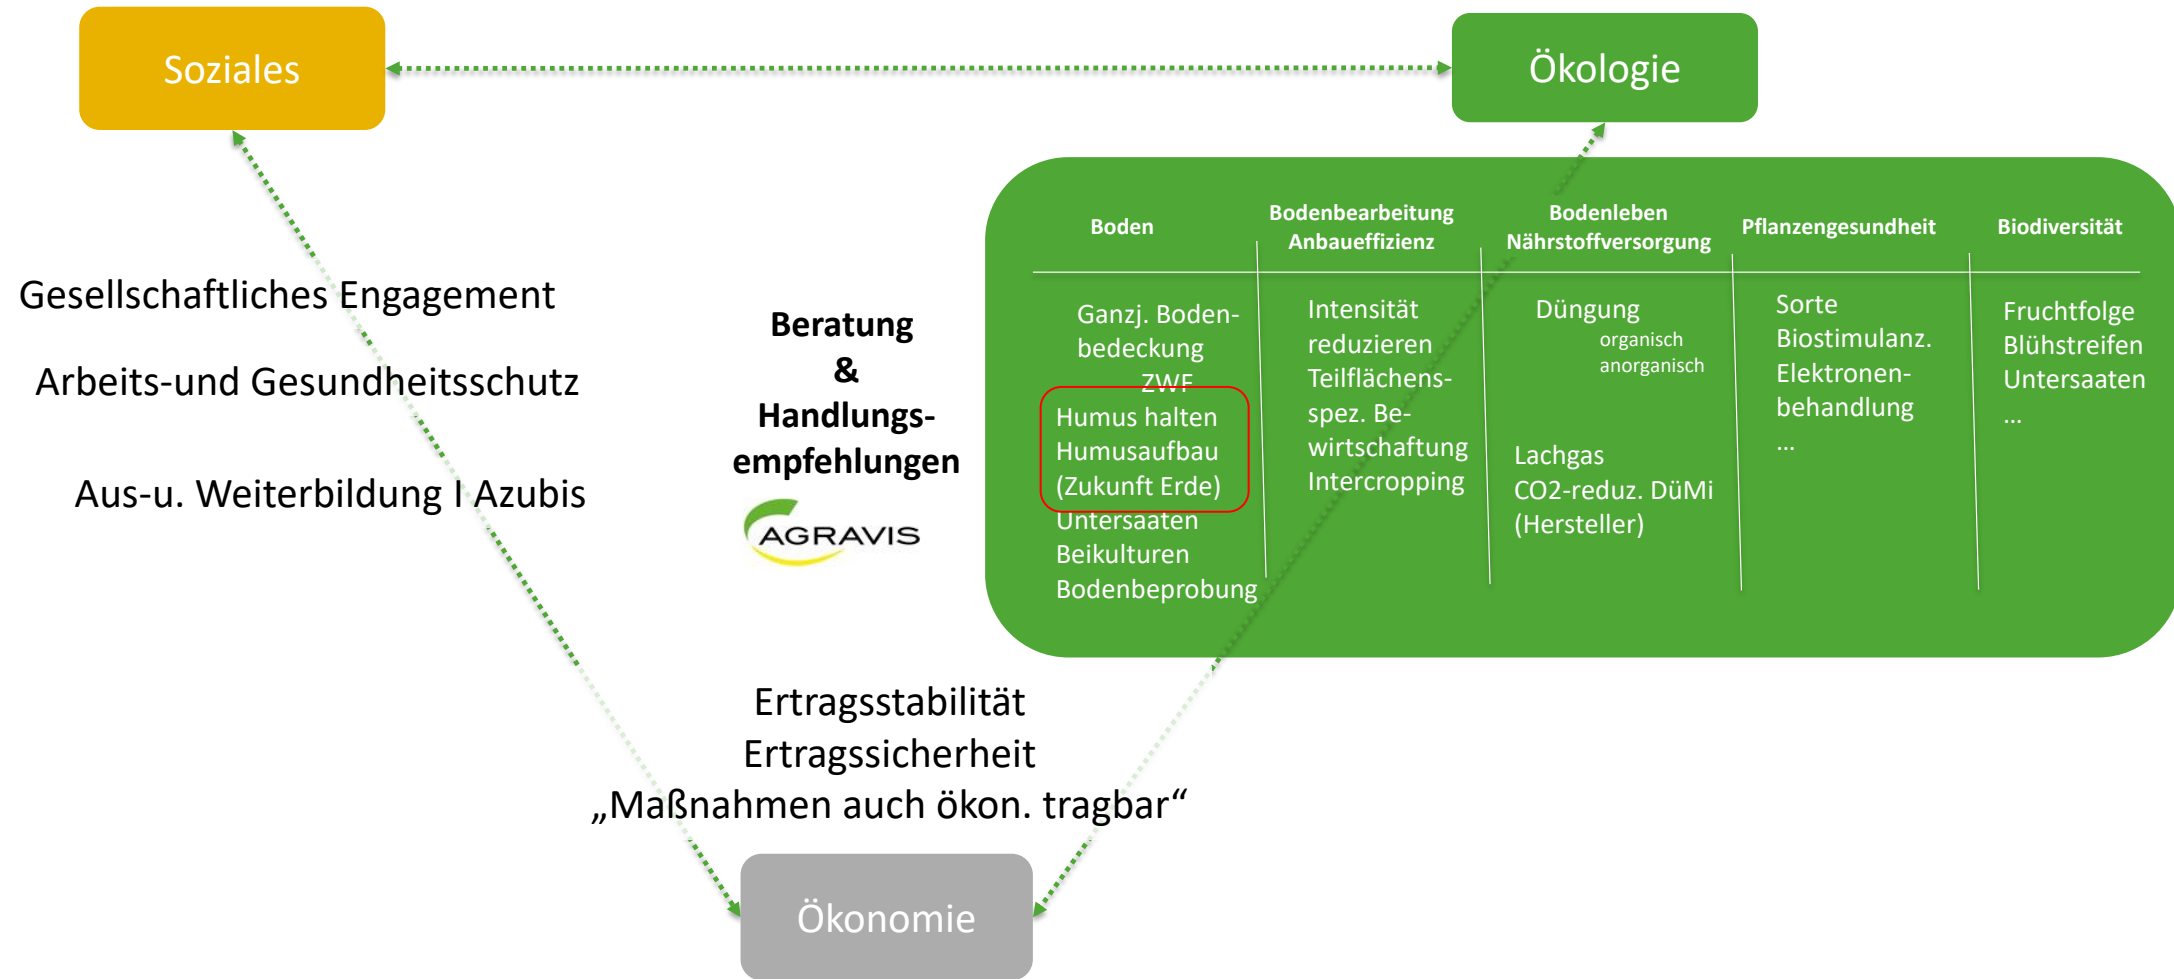 Soziales
Ökologie
Gesellschaftliches Engagement
Arbeits-und Gesundheitsschutz
Aus-u. Weiterbildung I Azubis
Beratung
&
Handlungs-
empfehlungen
AGRAVIS
Boden
Ganzj. Boden-
bedeckung
ZWF
Humus halten
Humusaufbau
(Zukunft Erde)
Untersaaten
Beikulturen
Bodenbeprobung
Bodenbearbeitung
Anbaueffizienz
Intensität
reduzieren
Teilflächens-
spez. Be-
wirtschaftung
Intercropping
Bodenleben
Nährstoffversorgung
Düngung
organisch
anorganisch
Lachgas
CO2-reduz. DüMi
(Hersteller)
Pflanzengesundheit
Sorte
Biostimulanz.
Elektronen-
behandlung
...
Biodiversität
Fruchtfolge
Blühstreifen
Untersaaten
...
Ertragsstabilität
Ertragssicherheit
„Maßnahmen auch ökon. tragbar“
Ökonomie